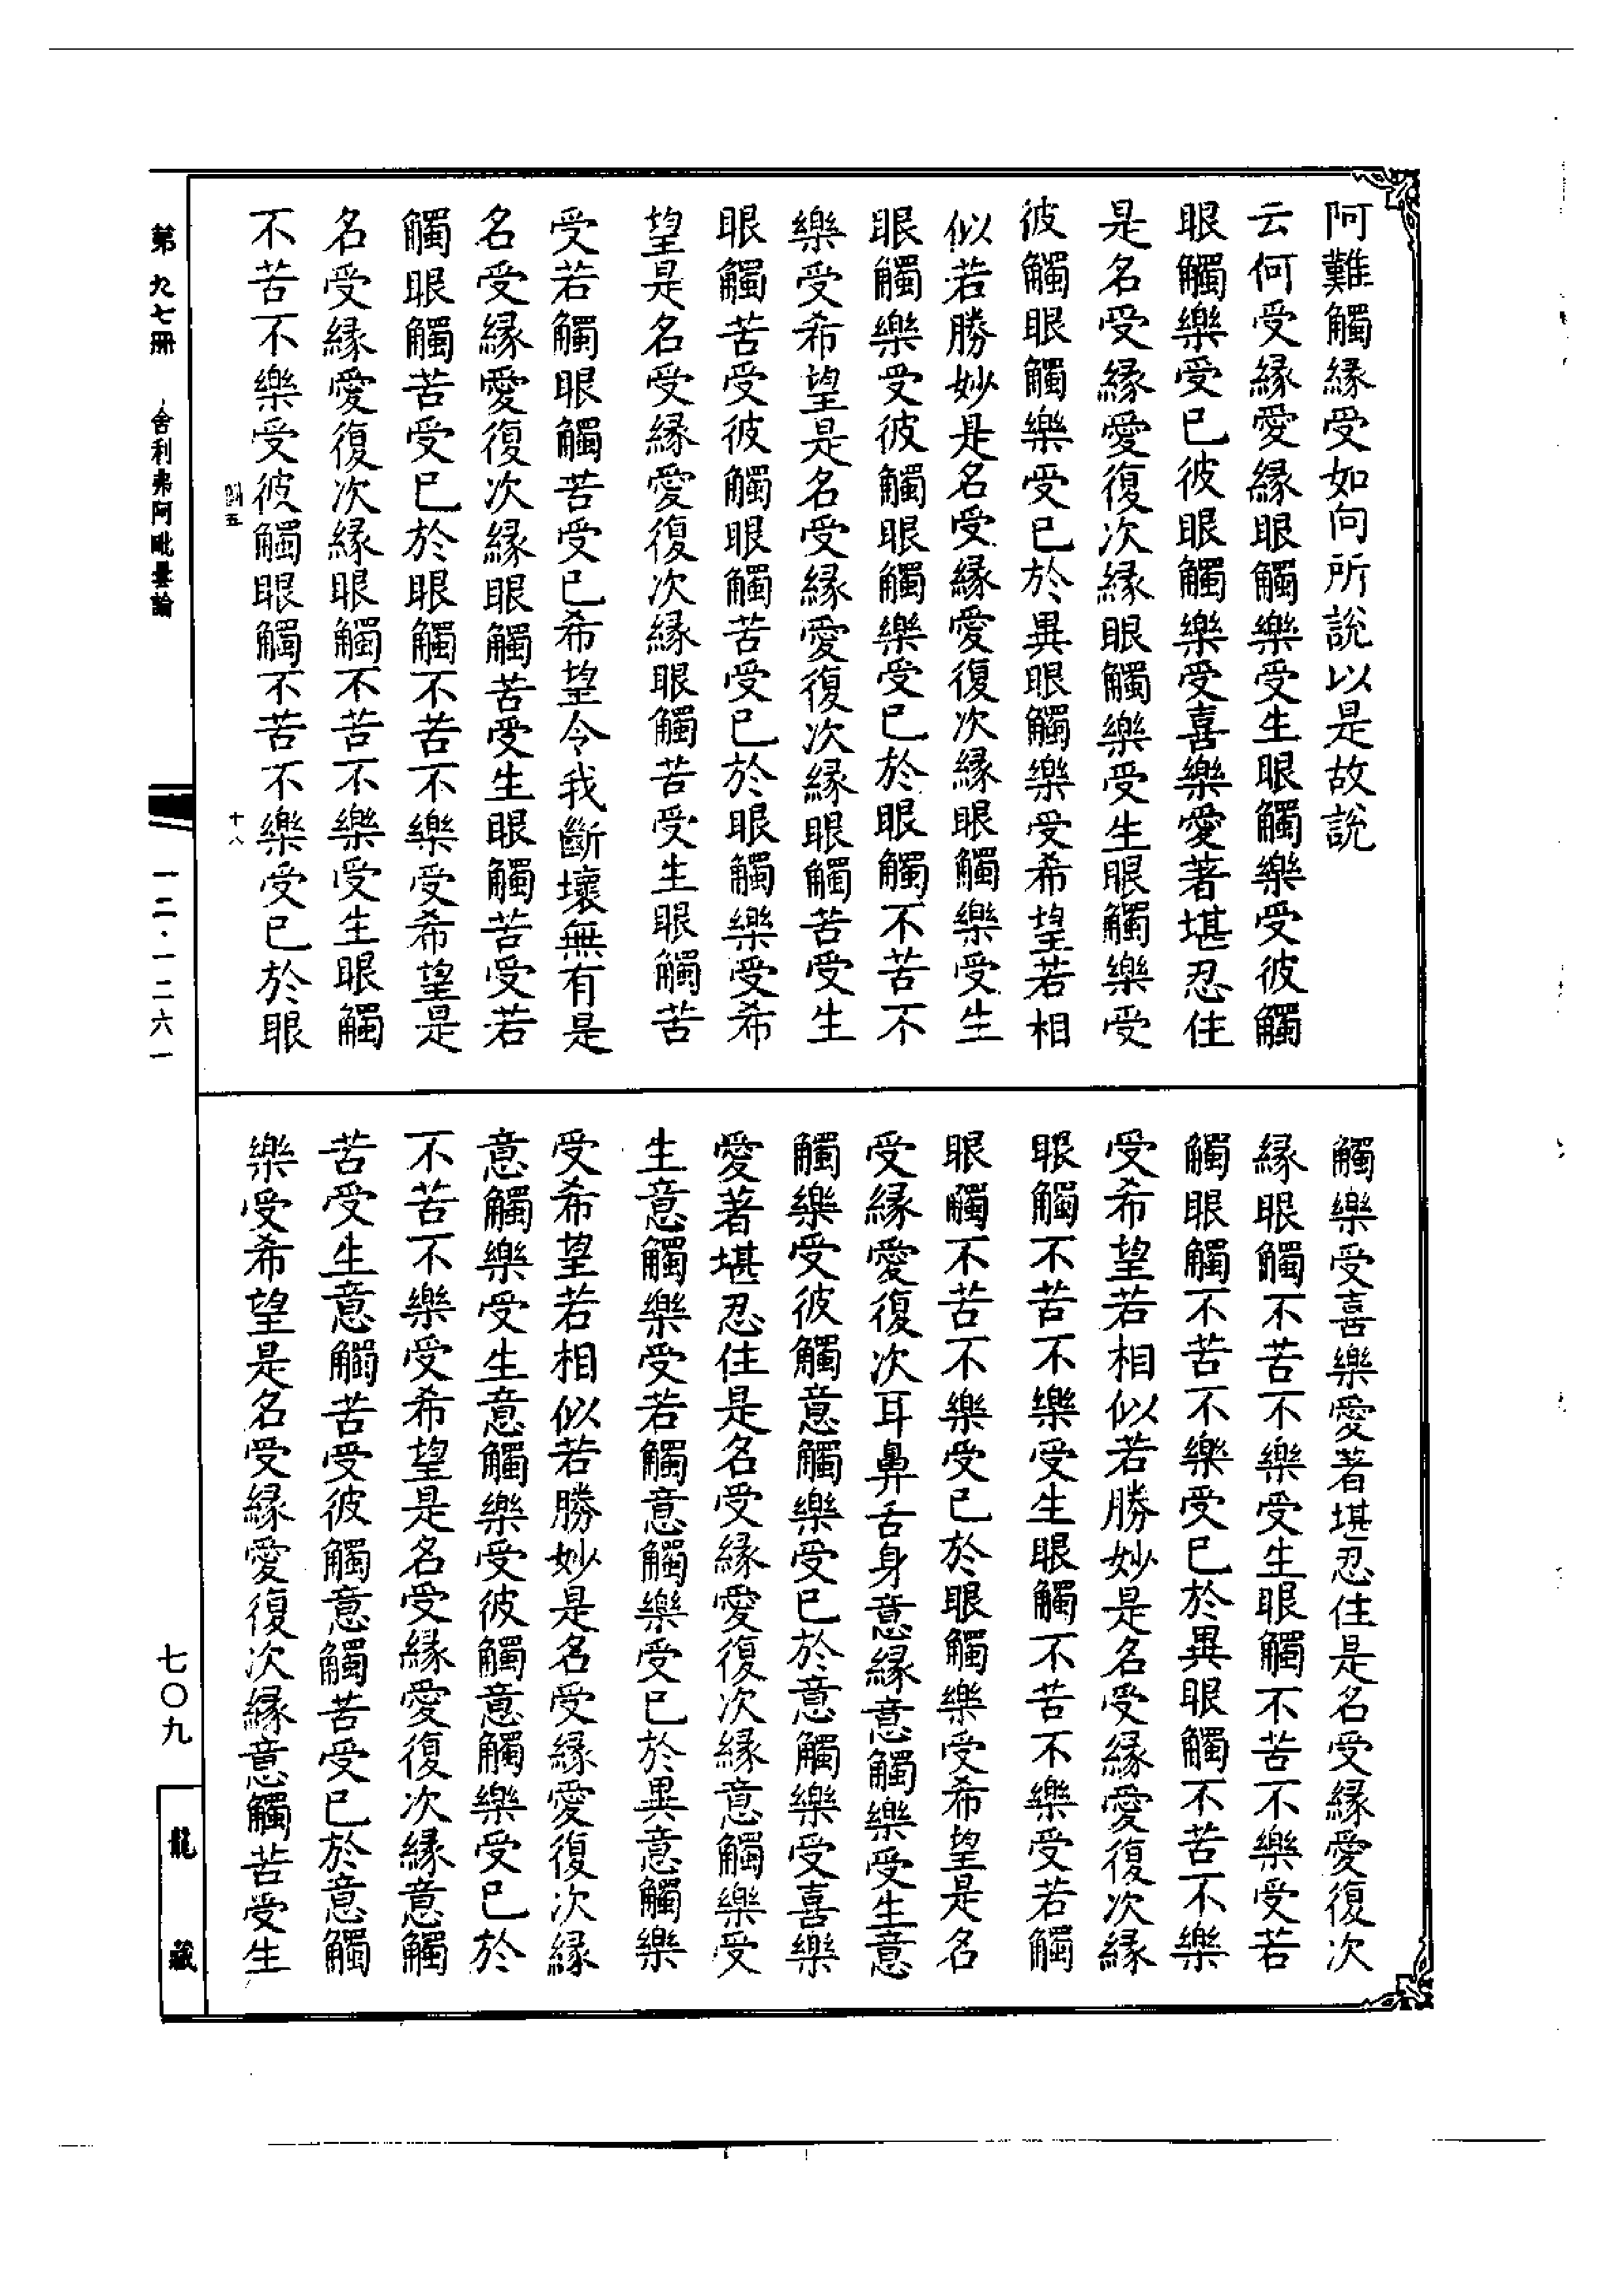 阿難觸緣受如向所說以是故說
云何受緣愛緣眼觸樂受生眼觸樂受彼觸
眼觸樂受已彼眼觸樂受喜樂愛著堪忍住
是名受緣愛復次緣眼觸樂受生眼觸樂受
彼觸眼觸樂受已於異眼觸樂受希望若相
似若勝妙是名受緣愛復次緣眼觸樂受生
眼觸樂受彼觸眼觸樂受已於眼觸不苦不
樂受希望是名受緣愛復次緣眼觸苦受生
眼觸苦受彼觸眼觸苦受已於眼觸樂受希
望是名受緣愛復次緣眼觸苦受生眼觸苦
受若觸眼觸苦受已希望令我斷壞無有是
名受緣愛復次緣眼觸苦受生眼觸苦受若
觸眼觸苦受已於眼觸不苦不樂受希望是
名受緣愛復次緣眼觸不苦不樂受生眼觸
不苦不樂受彼觸眼觸不苦不樂受已於眼
觸樂受喜樂愛著堪忍住是名受緣愛復次
緣眼觸不苦不樂受生眼觸不苦不樂受若
觸眼觸不苦不樂受已於異眼觸不苦不樂
受希望若相似若勝妙是名受緣愛復次緣
眼觸不苦不樂受生眼觸不苦不樂受若觸
眼觸不苦不樂受已於眼觸樂受希望是名
受緣愛復次耳鼻舌身意緣意觸樂受生意
觸樂受彼觸意觸樂受已於意觸樂受喜樂
愛著堪忍住是名受緣愛復次緣意觸樂受
生意觸樂受若觸意觸樂受已於異意觸樂
受希望若相似若勝妙是名受緣愛復次緣
意觸樂受生意觸樂受彼觸意觸樂受已於
不苦不樂受希望是名受緣愛復次緣意觸
苦受生意觸苦受彼觸意觸苦受已於意觸
樂受希望是名受緣愛復次緣意觸苦受生
五
十八
第九七冊
舍利弗阿毗曇論
一二·一二六一
七〇九
龍藏